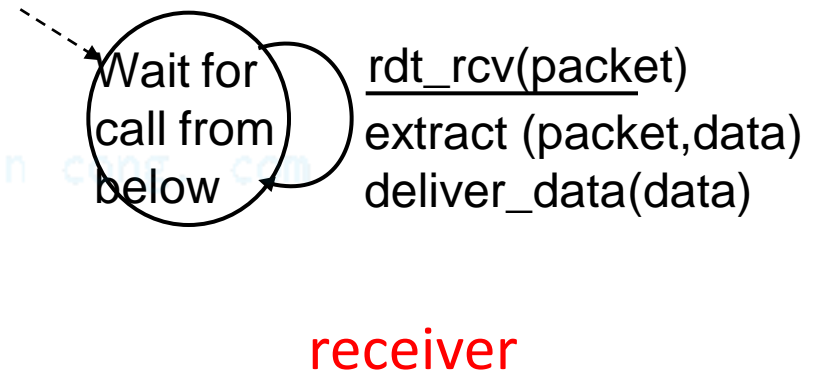 Wait for
call from
below
rdt_rcv(packet)
extract (packet,data)
deliver_data(data)
receiver